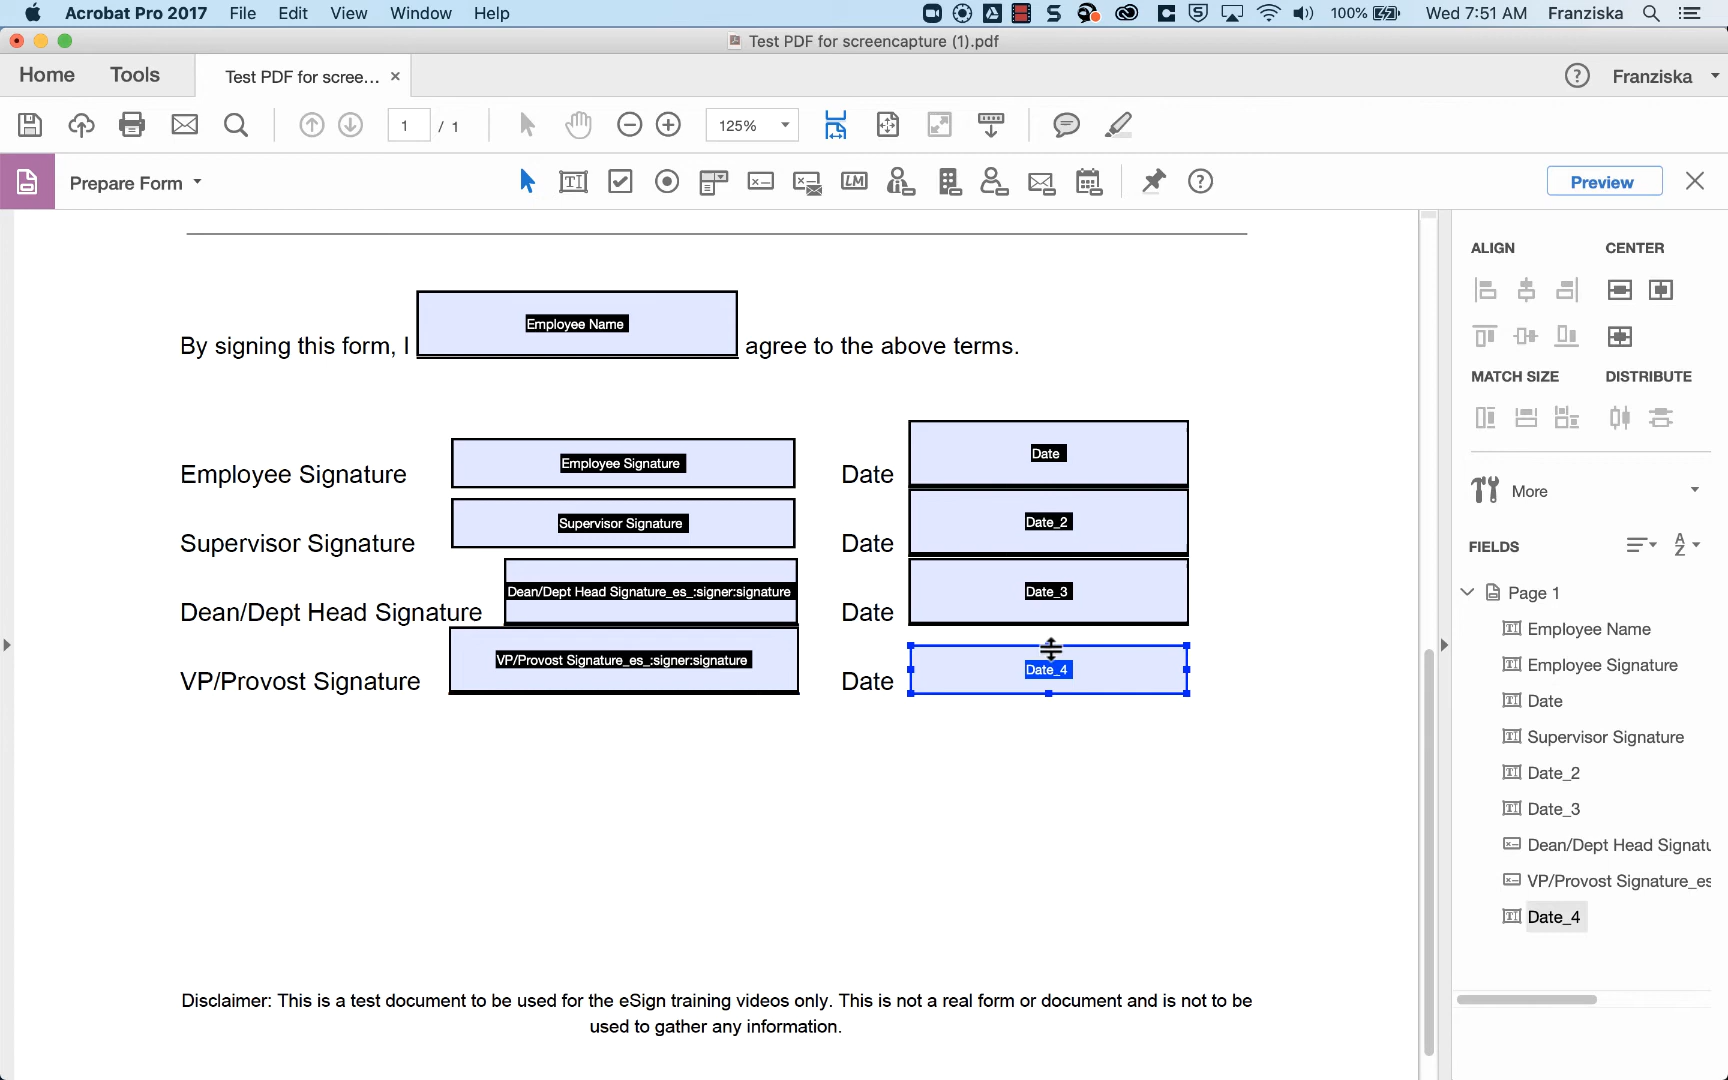 Acrobat Pro 2017 File Edit View Window Help 100% Wed 7:51 AM Franziska
Test PDF for screencapture (1).pdf
Home Tools Test PDF for scree... × Franziska
1 / 1 125%
Prepare Form Preview
ALIGN CENTER
MATCH SIZE DISTRIBUTE
More
FIELDS
Page 1
Employee Name
Employee Signature
Date
Supervisor Signature
Date_2
Date_3
Dean/Dept Head Signatu
VP/Provost Signature_es
Date_4
By signing this form, I Employee Name agree to the above terms.
Employee Signature Employee Signature Date Date
Supervisor Signature Supervisor Signature Date Date_2
Dean/Dept Head Signature Dean/Dept Head Signature_es_:signer:signature Date Date_3
VP/Provost Signature VP/Provost Signature_es_:signer:signature Date Date_4
Disclaimer: This is a test document to be used for the eSign training videos only. This is not a real form or document and is not to be
used to gather any information.